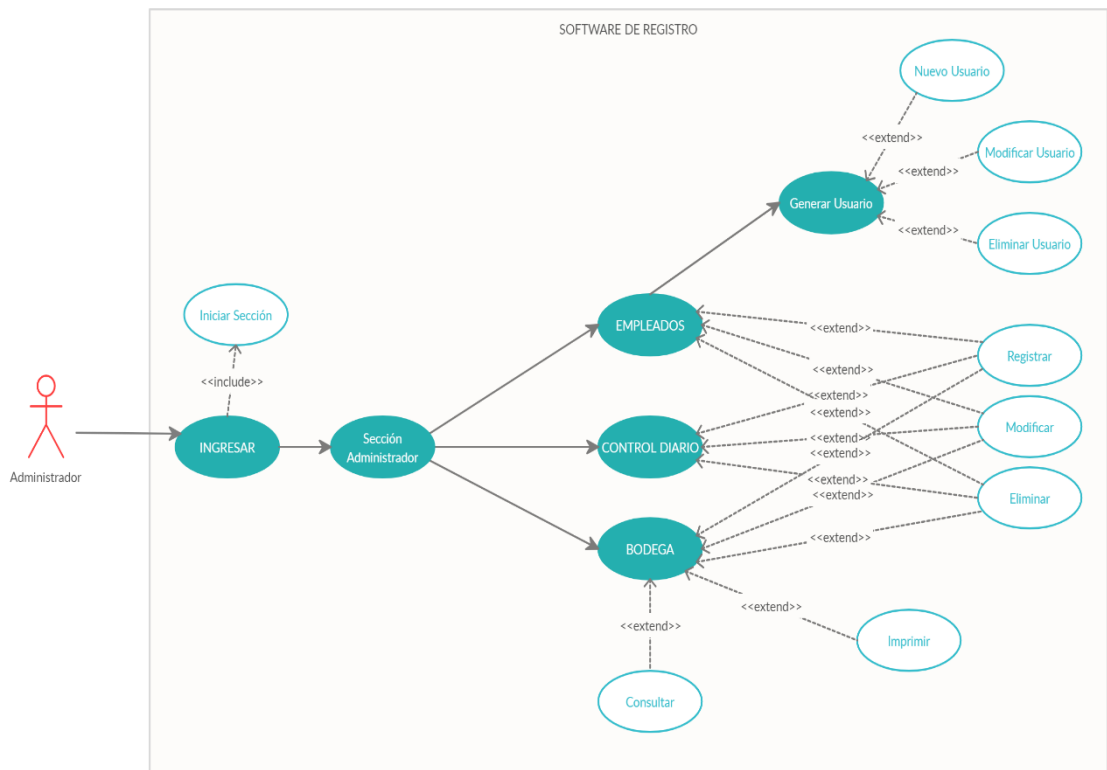 SOFTWARE DE REGISTRO
Nuevo Usuario
<<extend>>
Modificar Usuario
<<extend>>
Generar Usuario
<<extend>>
Eliminar Usuario
Iniciar Sección
EMPLEADOS
<<extend>>
Registrar
<<include>>
<<extend>>
<<extend>>
<<extend>>
Modificar
INGRESAR
Sección
Administrador
CONTROL DIARIO
<<extend>>
<<extend>>
Administrador
<<extend>>
<<extend>>
Eliminar
BODEGA
<<extend>>
<<extend>>
<<extend>>
Imprimir
Consultar